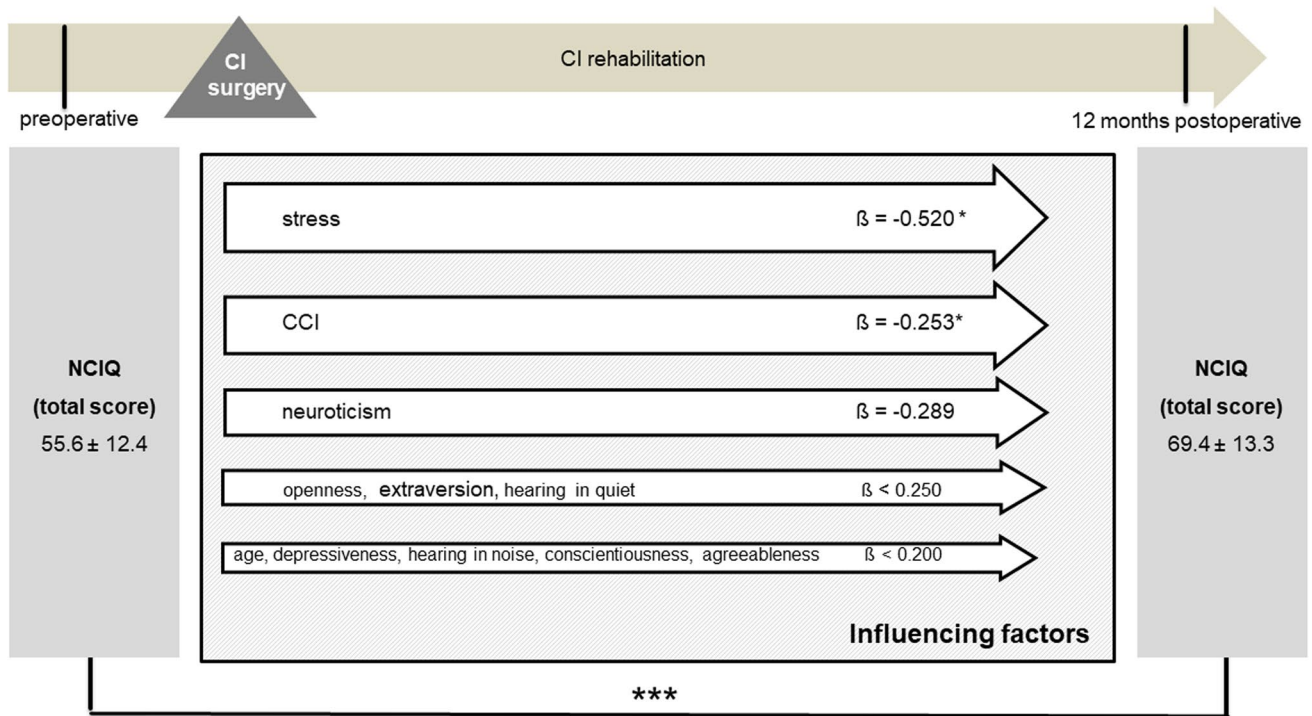 CI
surgery
CI rehabilitation
preoperative
12 months postoperative
NCIQ
(total score)
55.6 ± 12.4
stress ß = -0.520 *
CCI ß = -0.253*
neuroticism ß = -0.289
openness, extraversion, hearing in quiet ß < 0.250
age, depressiveness, hearing in noise, conscientiousness, agreeableness ß < 0.200
Influencing factors
NCIQ
(total score)
69.4 ± 13.3
***